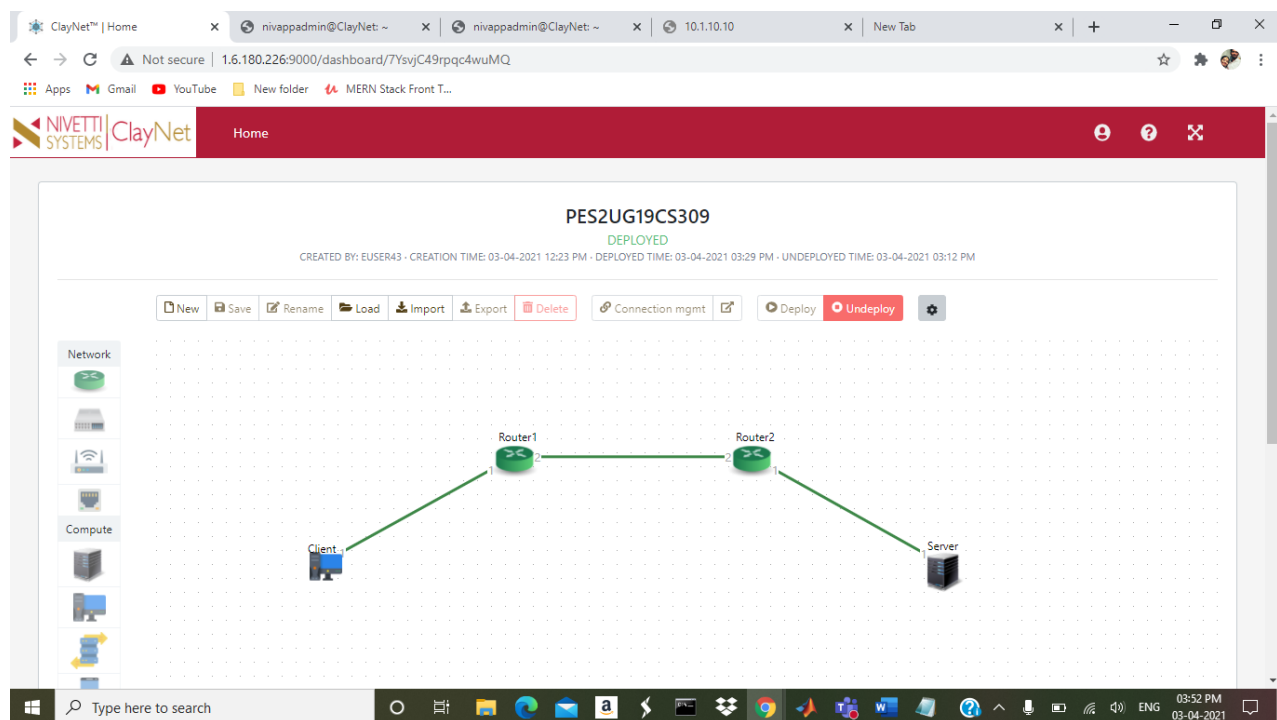 ClayNet™ | Home nivappadmin@ClayNet: ~ nivappadmin@ClayNet: ~ 10.1.10.10 New Tab
Not secure | 1.6.180.226:9000/dashboard/7YsvjC49rpqc4wuMQ
Apps Gmail YouTube New folder MERN Stack Front T...
NIVETTI SYSTEMS ClayNet Home
PES2UG19CS309
DEPLOYED
CREATED BY: EUSER43 - CREATION TIME: 03-04-2021 12:23 PM - DEPLOYED TIME: 03-04-2021 03:29 PM - UNDEPLOYED TIME: 03-04-2021 03:12 PM
New Save Rename Load Import Export Delete Connection mgmt Deploy Undeploy
Network
Router1 Router2
1 2 2 1
Compute
Client 1 1 Server
Type here to search a ENG 03:52 PM
03-04-2021